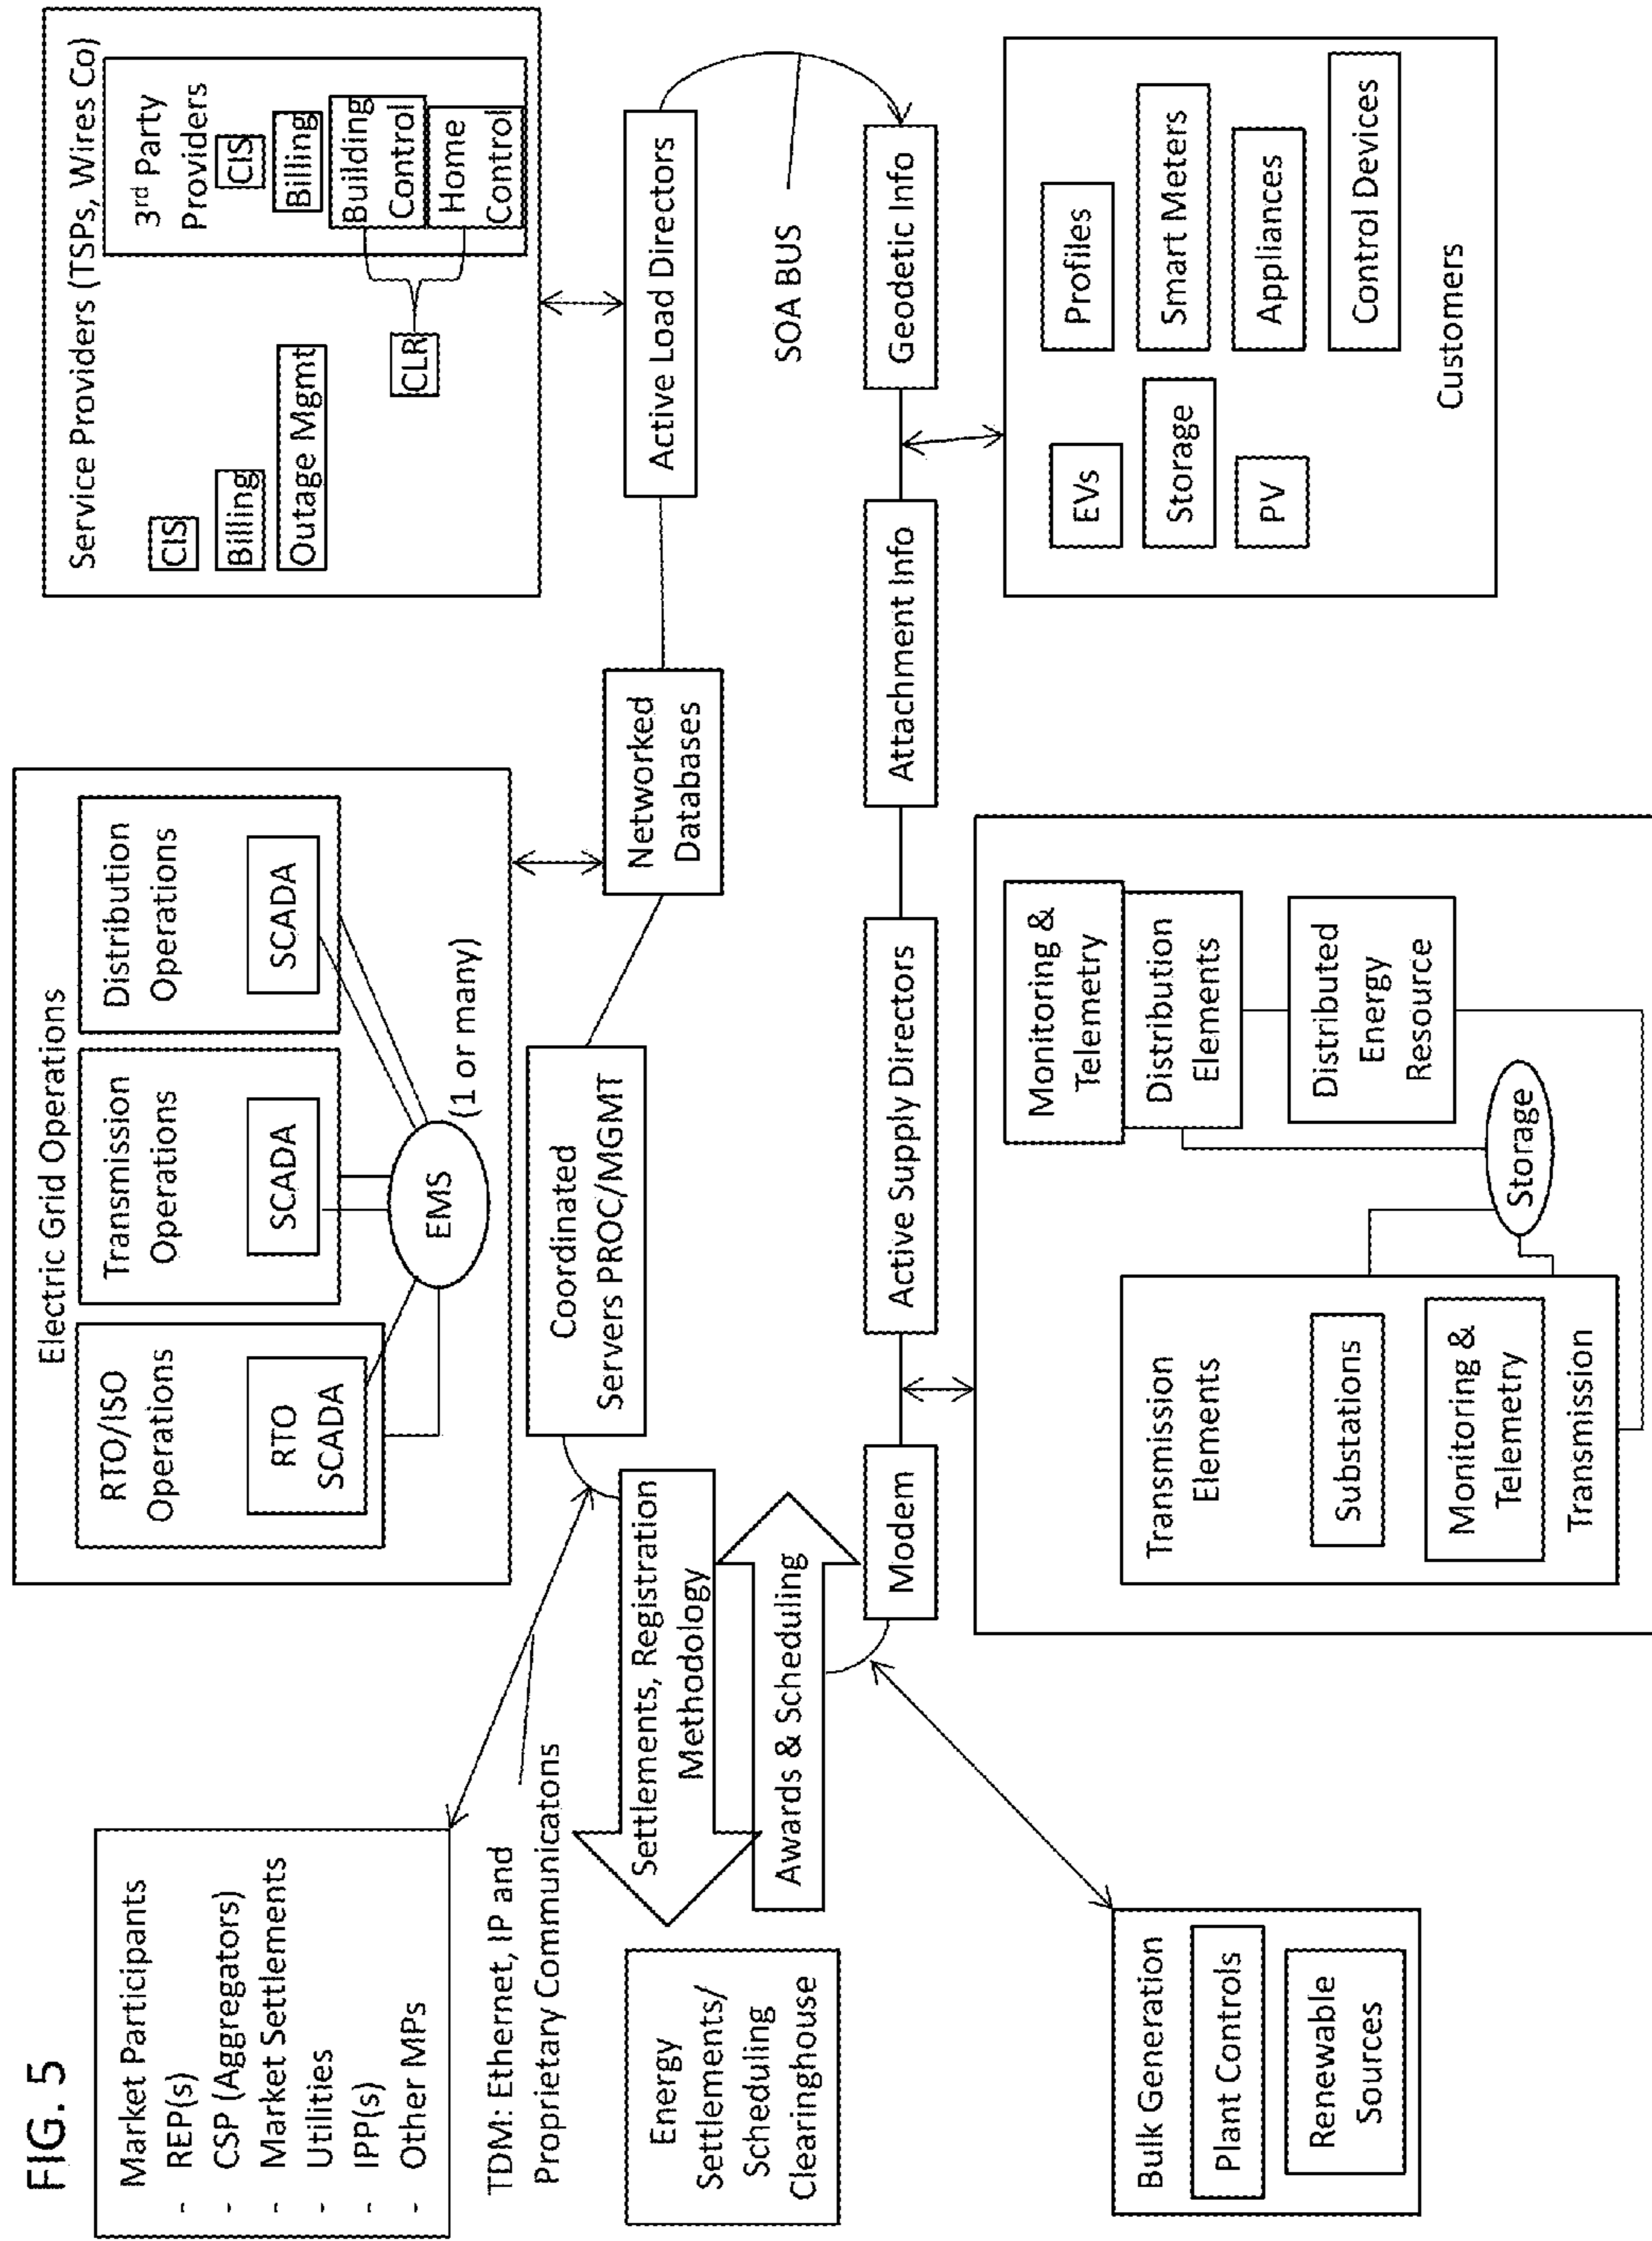 FIG. 5
Market Participants
- REP(s)
- CSP (Aggregators)
- Market Settlements
- Utilities
- IPP(s)
- Other MPs
TDM: Ethernet, IP and
Proprietary Communicatons
Energy
Settlements/
Scheduling
Clearinghouse
Settlements, Registration
Methodology
Awards & Scheduling
Bulk Generation
Plant Controls
Renewable
Sources
Electric Grid Operations
RTO/ISO
Operations
RTO
SCADA
Transmission
Operations
SCADA
Distribution
Operations
SCADA
EMS
(1 or many)
Coordinated
Servers PROC/MGMT
Networked
Databases
Active Load Directors
SOA BUS
Modem
Active Supply Directors
Attachment Info
Geodetic Info
Service Providers (TSPs, Wires Co)
CIS
Billing
Outage Mgmt
CLR
3rd Party
Providers
CIS
Billing
Building
Control
Home
Control
Transmission
Elements
Substations
Monitoring &
Telemetry
Transmission
Storage
Monitoring &
Telemetry
Distribution
Elements
Distributed
Energy
Resource
EVs
Storage
PV
Profiles
Smart Meters
Appliances
Control Devices
Customers